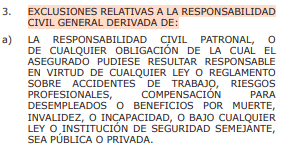 3. EXCLUSIONES RELATIVAS A LA RESPONSABILIDAD
CIVIL GENERAL DERIVADA DE:
a) LA RESPONSABILIDAD CIVIL PATRONAL, O
DE CUALQUIER OBLIGACIÓN DE LA CUAL EL
ASEGURADO PUDIESE RESULTAR RESPONSABLE
EN VIRTUD DE CUALQUIER LEY O REGLAMENTO
SOBRE ACCIDENTES DE TRABAJO, RIESGOS
PROFESIONALES, COMPENSACIÓN PARA
DESEMPLEADOS O BENEFICIOS POR MUERTE,
INVALIDEZ, O INCAPACIDAD, O BAJO CUALQUIER
LEY O INSTITUCIÓN DE SEGURIDAD SEMEJANTE,
SEA PÚBLICA O PRIVADA.